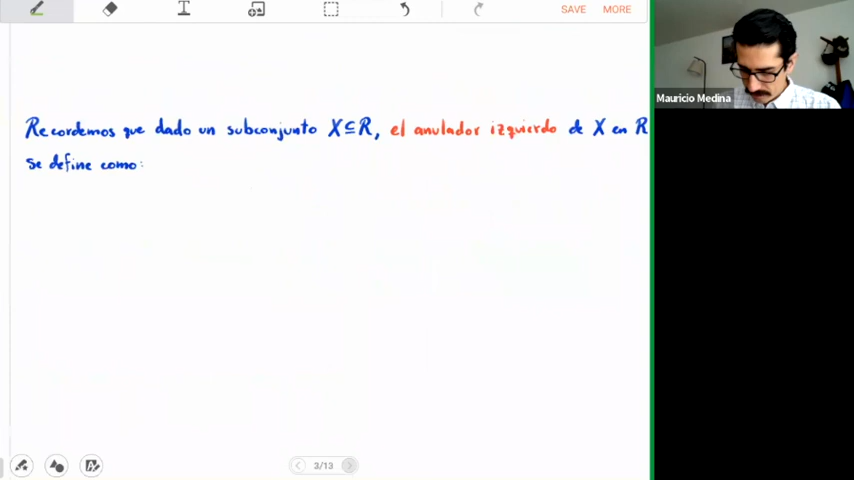 SAVE MORE
Mauricio Medina
Recordemos que dado un subconjunto X⊆R, el anulador izquierdo de X en R
se define como:
3/13